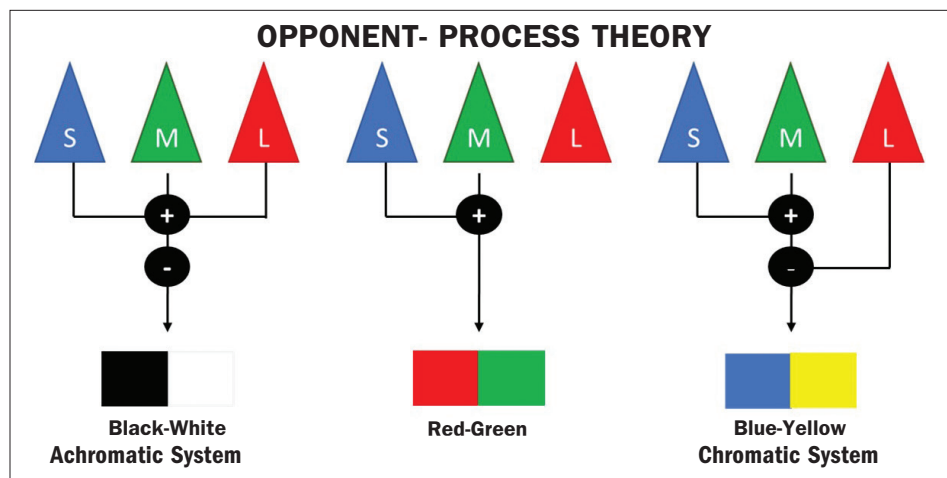 OPPONENT- PROCESS THEORY
S M L S M L S M L
+ + +
- -
Black-White Red-Green Blue-Yellow
Achromatic System Chromatic System